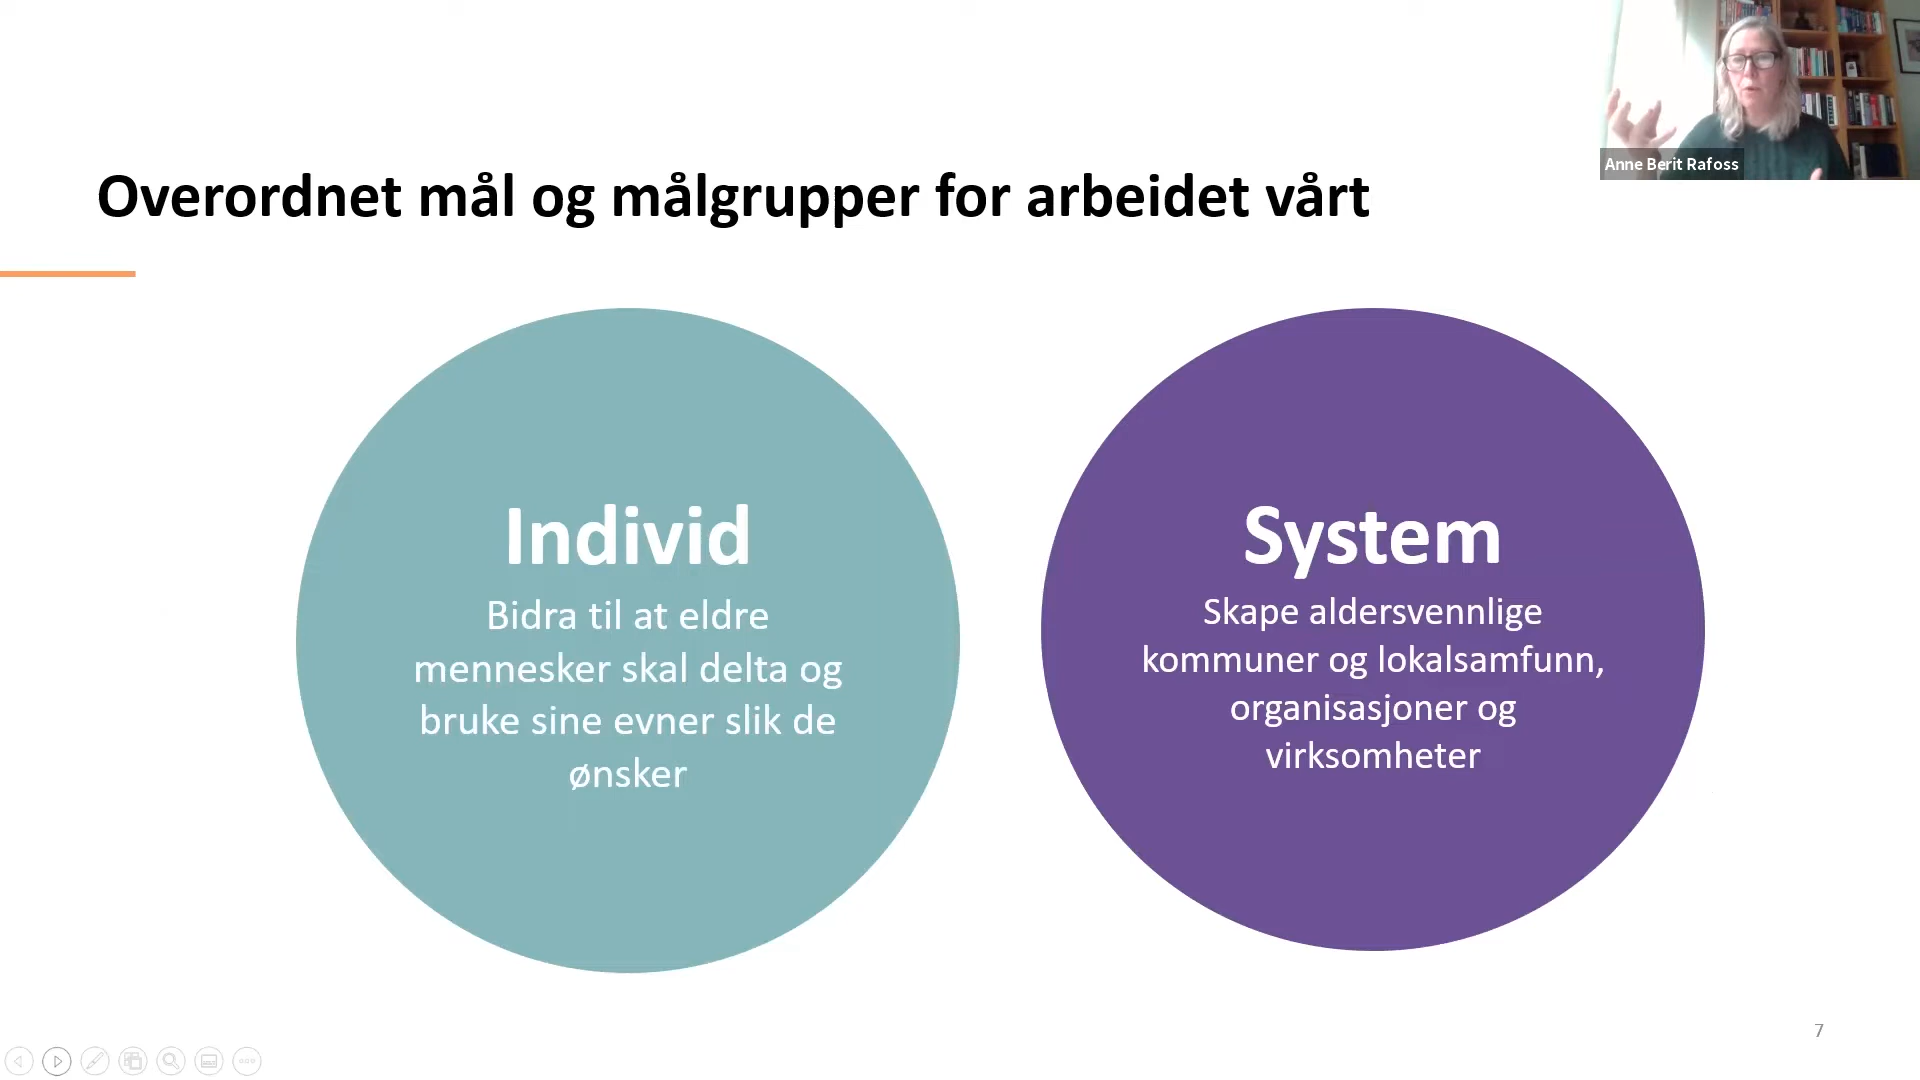 Anne Berit Rafoss
Overordnet mål og målgrupper for arbeidet vårt
Individ
Bidra til at eldre
mennesker skal delta og
bruke sine evner slik de
ønsker
System
Skape aldersvennlige
kommuner og lokalsamfunn,
organisasjoner og
virksomheter
7